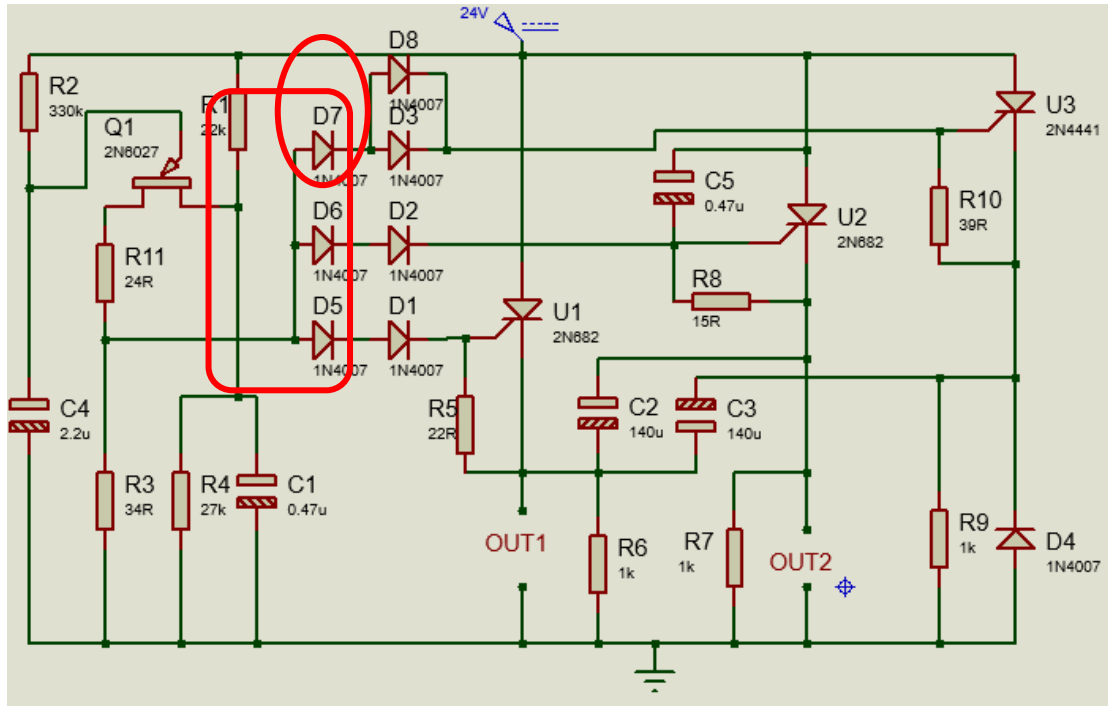 24V
D8
1N4007
R2
330k
R1
22k
Q1
2N6027
D7
1N4007
D3
1N4007
U3
2N4441
C5
0.47u
R10
39R
D6
1N4007
D2
1N4007
U2
2N682
R11
24R
R8
15R
D5
1N4007
D1
1N4007
U1
2N682
C4
2.2u
R5
22R
C2
140u
C3
140u
R3
34R
R4
27k
C1
0.47u
OUT1
R6
1k
R7
1k
OUT2
R9
1k
D4
1N4007